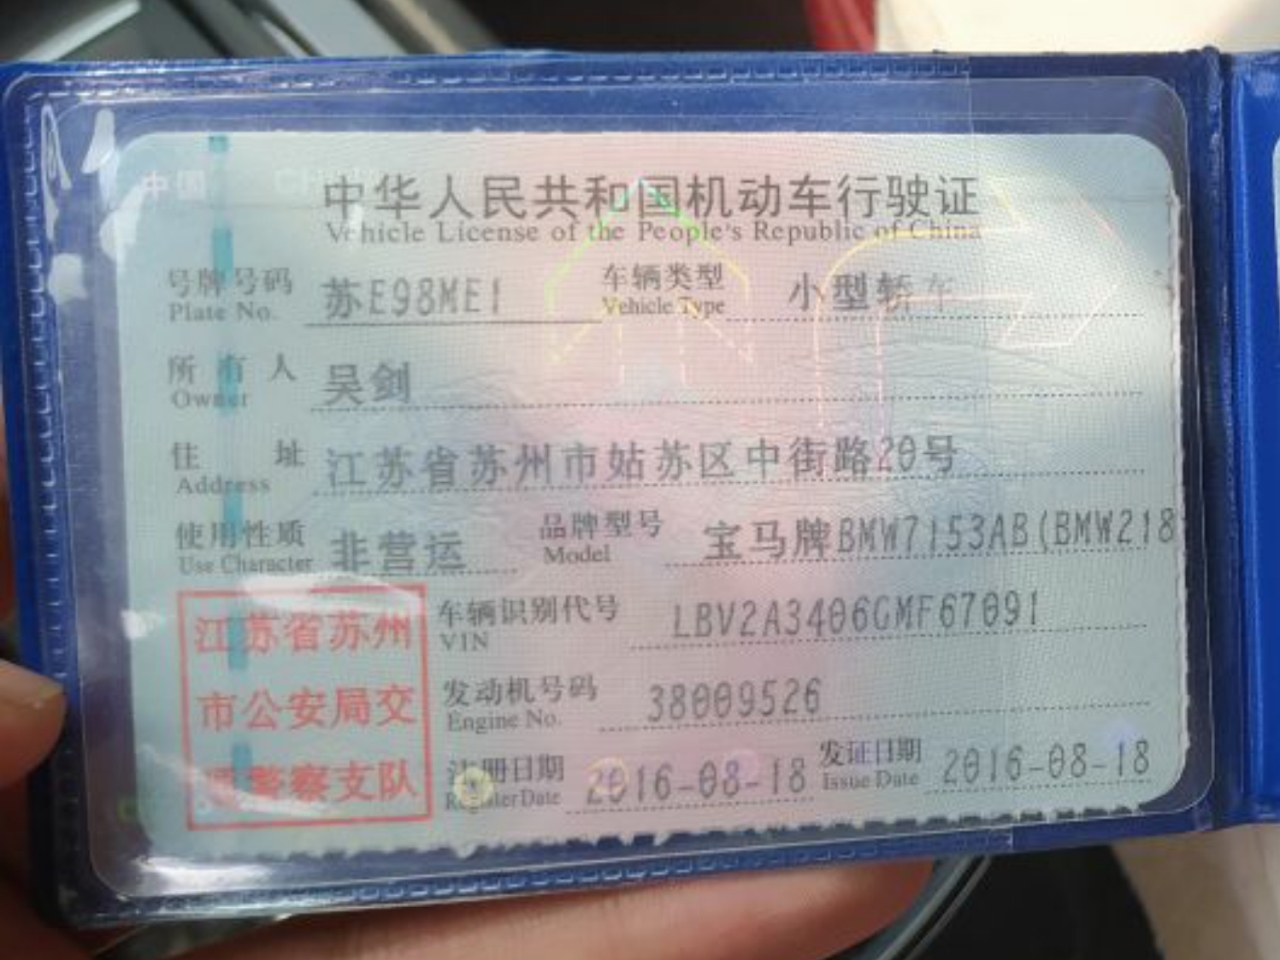 中国
中华人民共和国机动车行驶证
Vehicle License of the People's Republic of China
号牌号码 苏E98ME1 车辆类型 小型轿车
Plate No. Vehicle Type
所有人 吴剑
Owner
住址 江苏省苏州市姑苏区中街路20号
Address
使用性质 非营运 品牌型号 宝马牌BMW7153AB(BMW218
Use Character Model
江苏省苏州
市公安局交
警察支队
车辆识别代号 LBV2A3406GMF67091
VIN
发动机号码 38009526
Engine No.
注册日期 2016-08-18 发证日期 2016-08-18
Register Date Issue Date